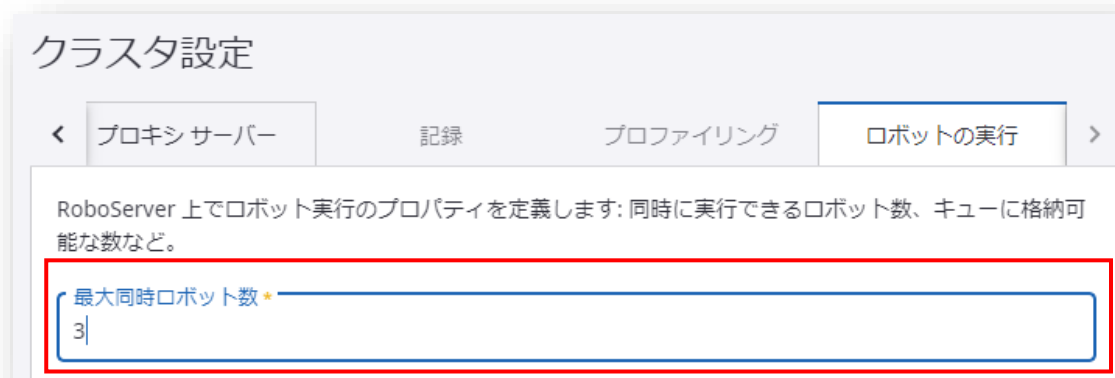 クラスタ設定
プロキシ サーバー 記録 プロファイリング ロボットの実行
RoboServer 上でロボット実行のプロパティを定義します: 同時に実行できるロボット数、キューに格納可
能な数など。
最大同時ロボット数 *
3